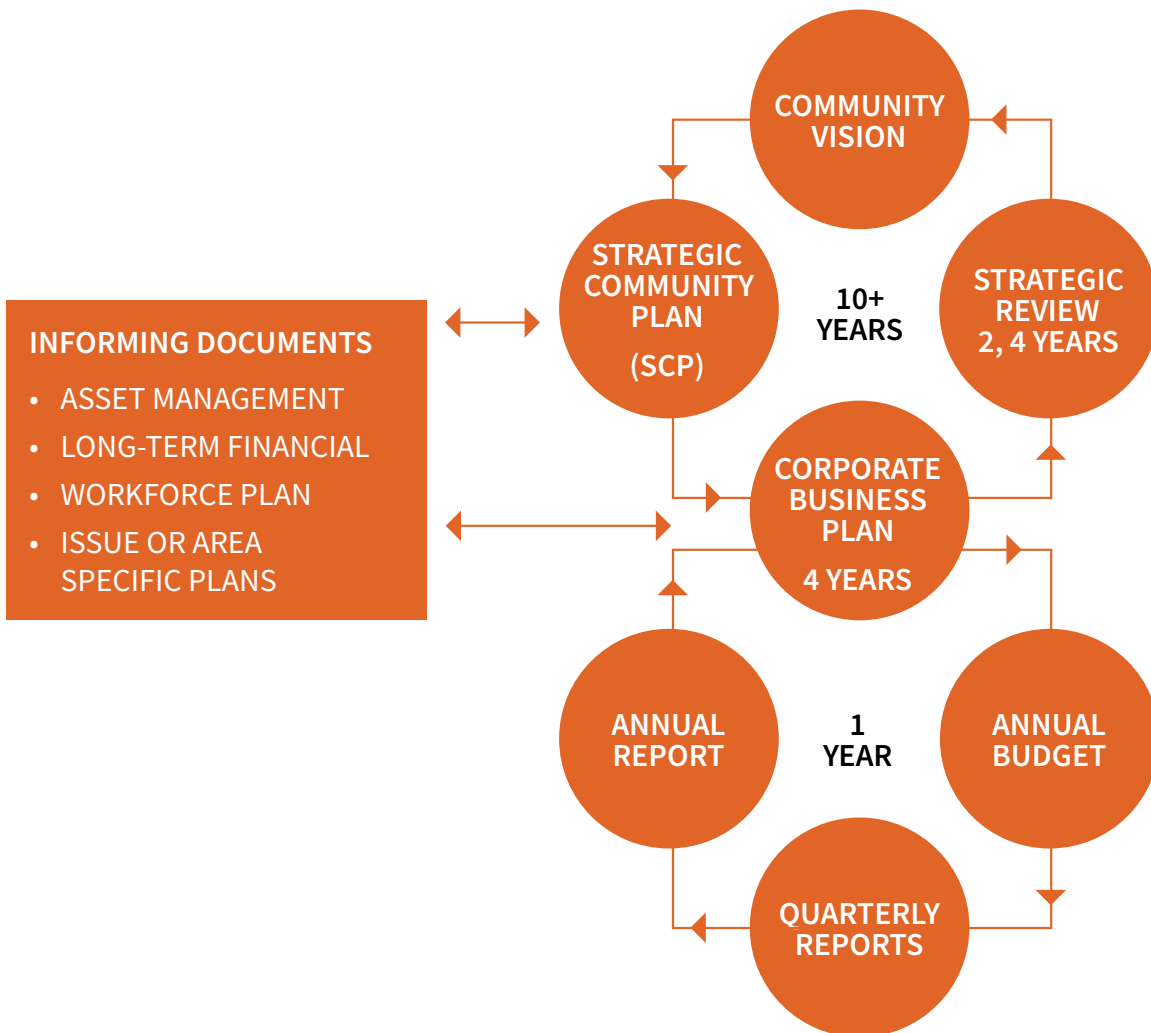 COMMUNITY
VISION
STRATEGIC
COMMUNITY
PLAN
(SCP)
10+
YEARS
STRATEGIC
REVIEW
2, 4 YEARS
INFORMING DOCUMENTS
• ASSET MANAGEMENT
• LONG-TERM FINANCIAL
• WORKFORCE PLAN
• ISSUE OR AREA
SPECIFIC PLANS
CORPORATE
BUSINESS
PLAN
4 YEARS
ANNUAL
REPORT
1
YEAR
ANNUAL
BUDGET
QUARTERLY
REPORTS